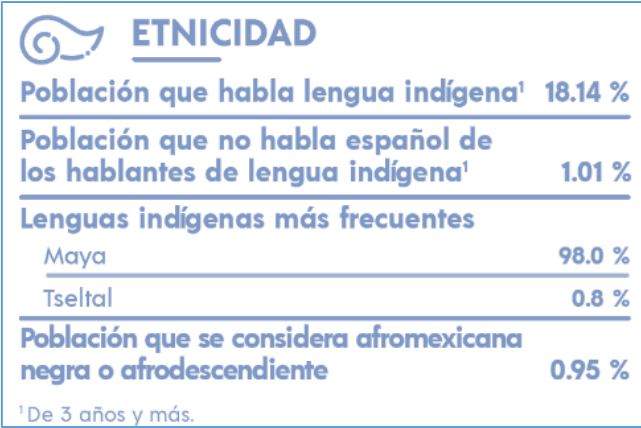 ETNICIDAD
Población que habla lengua indígena¹ 18.14 %
Población que no habla español de
los hablantes de lengua indígena¹ 1.01 %
Lenguas indígenas más frecuentes
Maya 98.0 %
Tseltal 0.8 %
Población que se considera afromexicana
negra o afrodescendiente 0.95 %
¹ De 3 años y más.